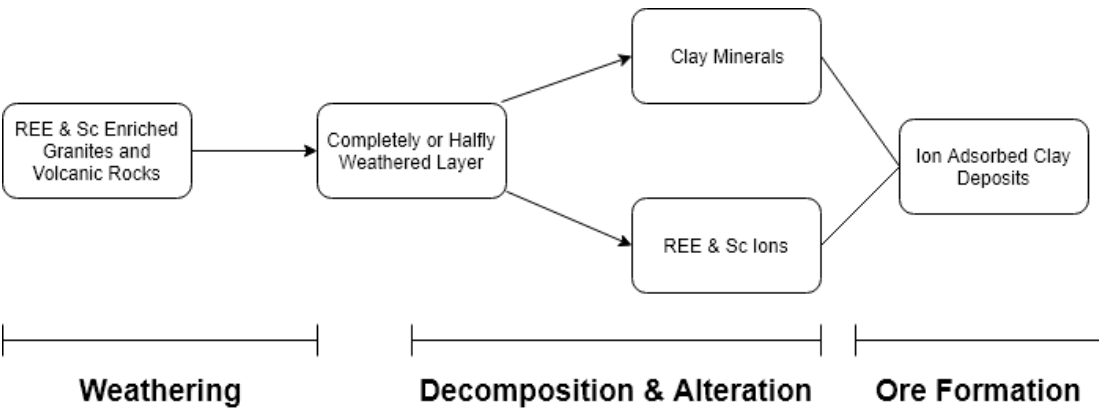 REE & Sc Enriched
Granites and
Volcanic Rocks
Completely or Halfly
Weathered Layer
Clay Minerals
REE & Sc Ions
Ion Adsorbed Clay
Deposits
Weathering
Decomposition & Alteration
Ore Formation